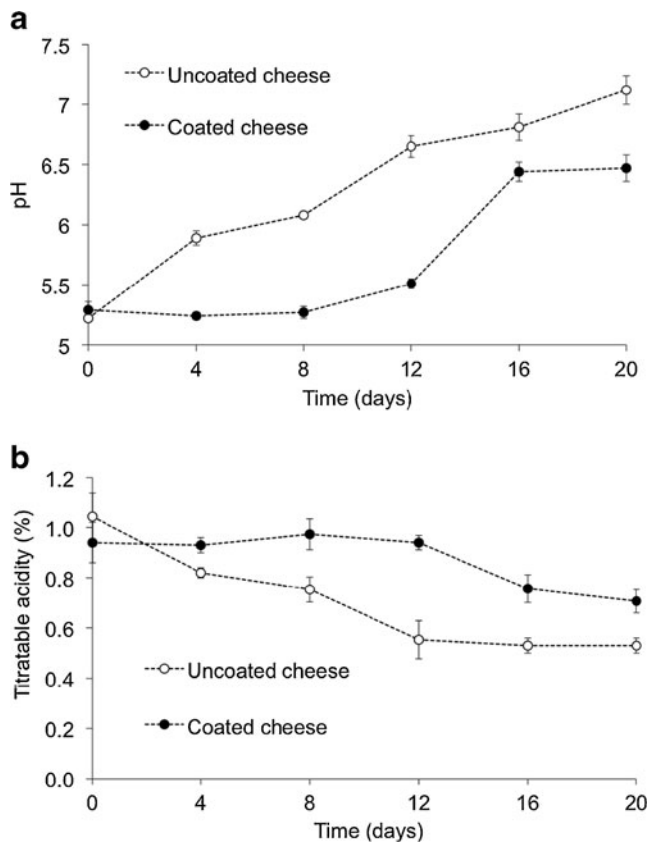 a
7.5
Uncoated cheese
7
Coated cheese
6.5
pH
6
5.5
5
0 4 8 12 16 20
Time (days)
b
1.2
1.0
0.8
Titratable acidity (%)
0.6
Uncoated cheese
0.4
Coated cheese
0.2
0.0
0 4 8 12 16 20
Time (days)